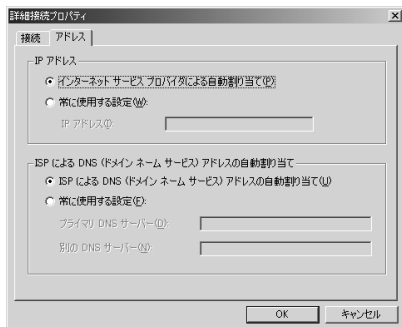 詳細接続プロパティ
接続 アドレス
IP アドレス
インターネット サービス プロバイダによる自動割り当て(P)
常に使用する設定(W):
IP アドレス(I):
ISP による DNS (ドメイン ネーム サービス) アドレスの自動割り当て
ISP による DNS (ドメイン ネーム サービス) アドレスの自動割り当て(U)
常に使用する設定(F):
プライマリ DNS サーバー(D):
別の DNS サーバー(N):
OK キャンセル